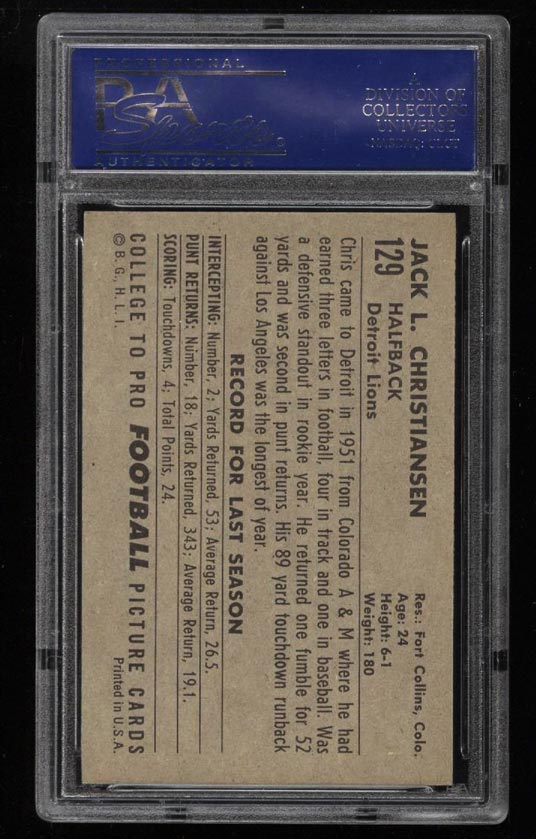 PROFESSIONAL
PSA
Sports
AUTHENTICATOR
A
DIVISION OF
COLLECTORS
UNIVERSE
NASDAQ: CLCT
JACK L. CHRISTIANSEN
129 HALFBACK
Detroit Lions
Res.: Fort Collins, Colo.
Age: 24
Height: 6-1
Weight: 180
Chris came to Detroit in 1951 from Colorado A & M where he had
earned three letters in football, four in track and one in baseball. Was
a defensive standout in rookie year. He returned one fumble for 52
yards and was second in punt returns. His 89 yard touchdown runback
against Los Angeles was the longest of year.
RECORD FOR LAST SEASON
INTERCEPTING: Number, 2; Yards Returned, 53; Average Return, 26.5.
PUNT RETURNS: Number, 18; Yards Returned, 343; Average Return, 19.1.
SCORING: Touchdowns, 4; Total Points, 24.
COLLEGE TO PRO FOOTBALL PICTURE CARDS
© B. G., H. L. I.
Printed in U.S.A.